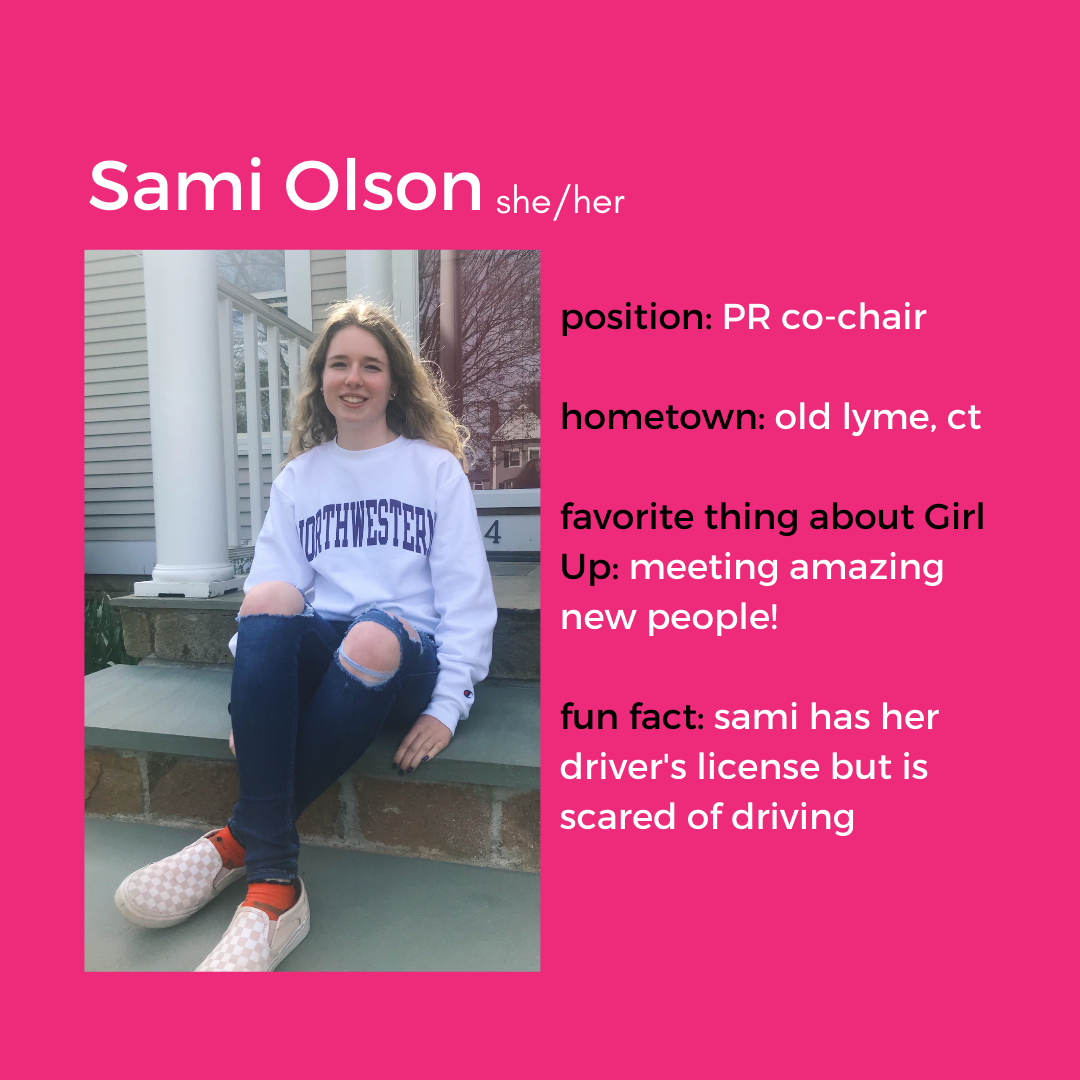 Sami Olson she/her
position: PR co-chair
hometown: old lyme, ct
favorite thing about Girl
Up: meeting amazing
new people!
fun fact: sami has her
driver's license but is
scared of driving
NORTHWESTERN
4